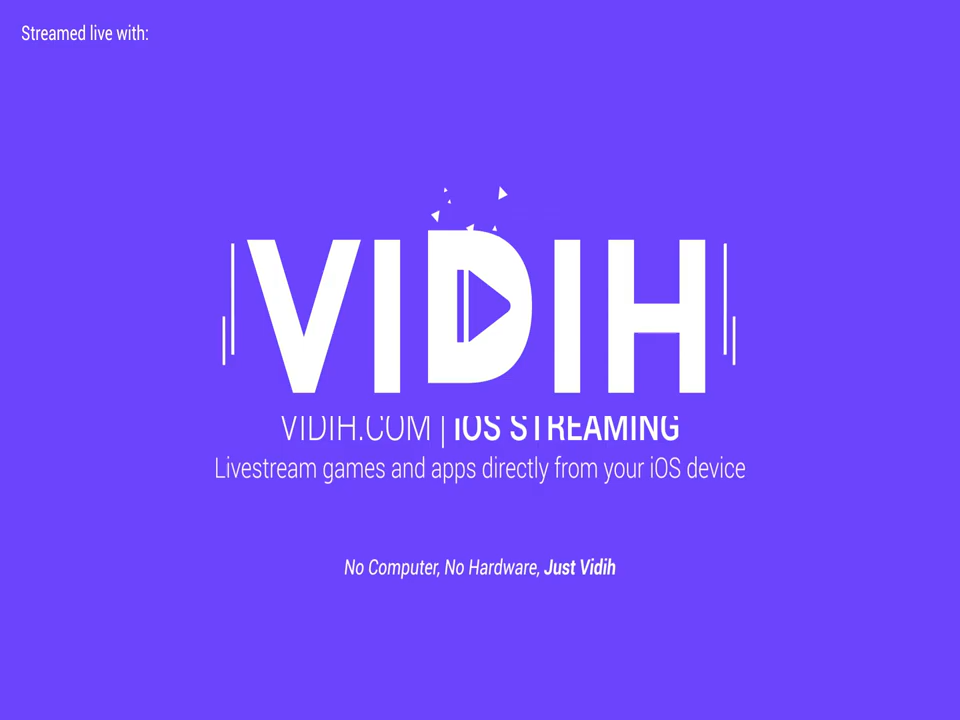 Streamed live with:
VIDIH
VIDIH.COM | iOS STREAMING
Livestream games and apps directly from your iOS device
No Computer, No Hardware, Just Vidih